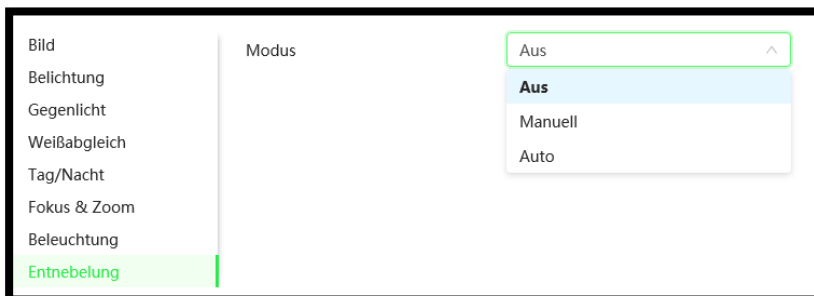 Bild
Belichtung
Gegenlicht
Weißabgleich
Tag/Nacht
Fokus & Zoom
Beleuchtung
Entnebelung
Modus
Aus
Aus
Manuell
Auto